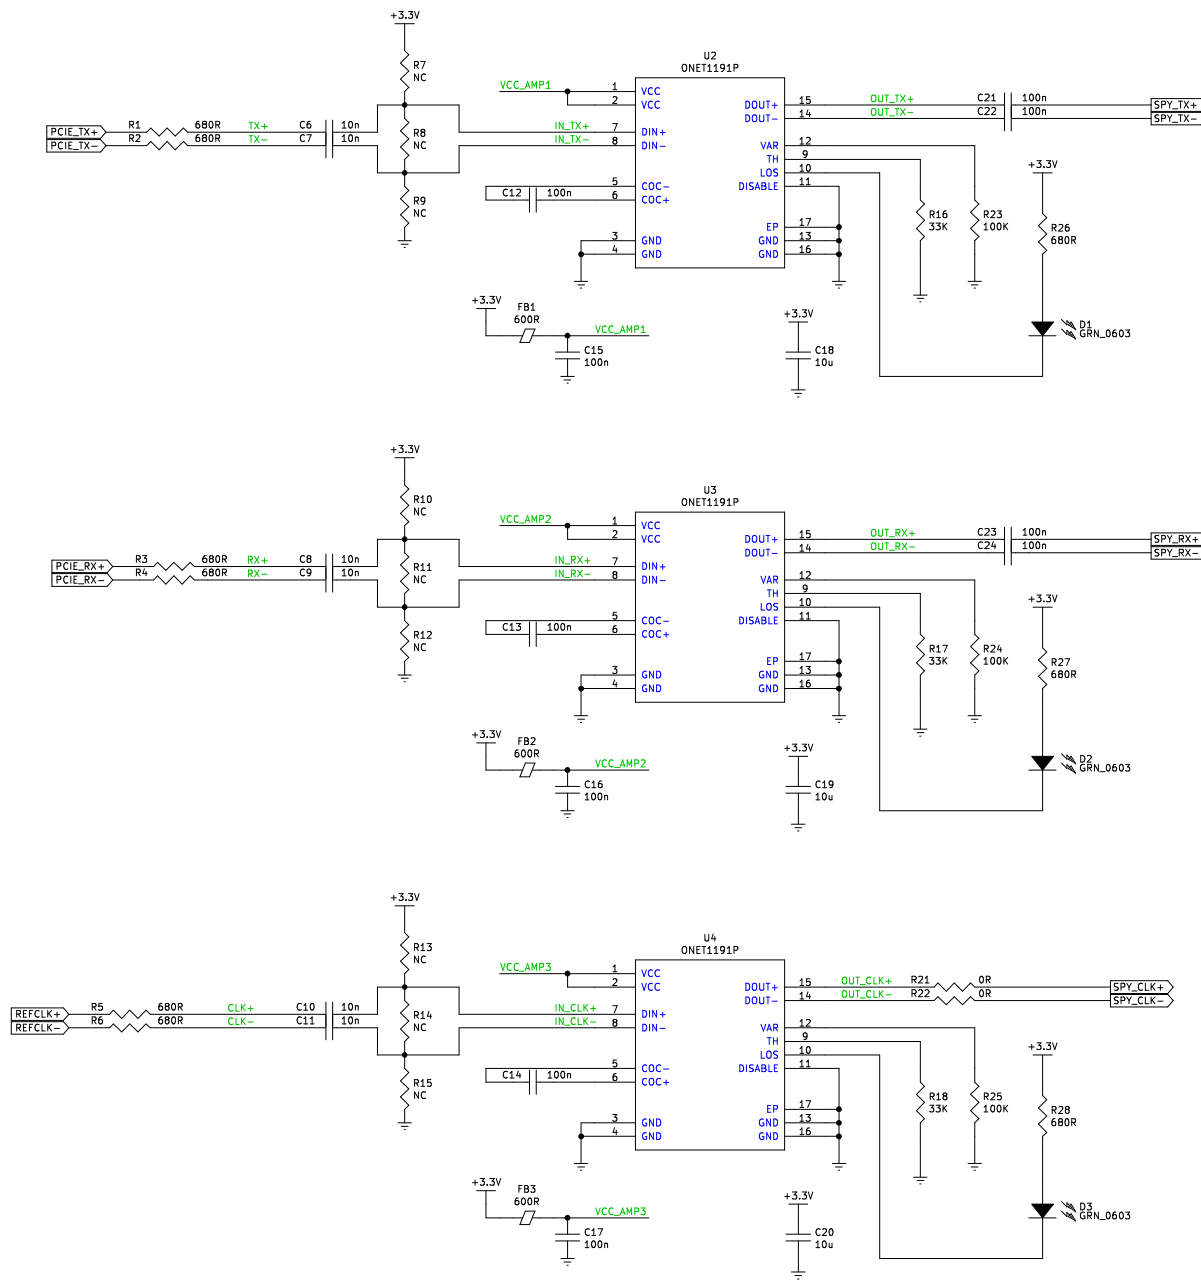 +3.3V
R7
NC
R8
NC
R9
NC
PCIE_TX+
R1
680R
TX+
C6
10n
PCIE_TX-
R2
680R
TX-
C7
10n
U2
ONET1191P
VCC_AMP1
1 VCC
2 VCC
IN_TX+ 7 DIN+
IN_TX- 8 DIN-
C12 100n
5 COC-
6 COC+
3 GND
4 GND
DOUT+ 15 OUT_TX+ C21 100n SPY_TX+
DOUT- 14 OUT_TX- C22 100n SPY_TX-
VAR 12
TH 9
LOS 10
DISABLE 11
EP 17
GND 13
GND 16
R16
33K
R23
100K
+3.3V
R26
680R
D1
GRN_0603
+3.3V
FB1
600R
VCC_AMP1
C15
100n
+3.3V
C18
10u
+3.3V
R10
NC
R11
NC
R12
NC
PCIE_RX+
R3
680R
RX+
C8
10n
PCIE_RX-
R4
680R
RX-
C9
10n
U3
ONET1191P
VCC_AMP2
1 VCC
2 VCC
IN_RX+ 7 DIN+
IN_RX- 8 DIN-
C13 100n
5 COC-
6 COC+
3 GND
4 GND
DOUT+ 15 OUT_RX+ C23 100n SPY_RX+
DOUT- 14 OUT_RX- C24 100n SPY_RX-
VAR 12
TH 9
LOS 10
DISABLE 11
EP 17
GND 13
GND 16
R17
33K
R24
100K
+3.3V
R27
680R
D2
GRN_0603
+3.3V
FB2
600R
VCC_AMP2
C16
100n
+3.3V
C19
10u
+3.3V
R13
NC
R14
NC
R15
NC
REFCLK+
R5
680R
CLK+
C10
10n
REFCLK-
R6
680R
CLK-
C11
10n
U4
ONET1191P
VCC_AMP3
1 VCC
2 VCC
IN_CLK+ 7 DIN+
IN_CLK- 8 DIN-
C14 100n
5 COC-
6 COC+
3 GND
4 GND
DOUT+ 15 OUT_CLK+ R21 0R SPY_CLK+
DOUT- 14 OUT_CLK- R22 0R SPY_CLK-
VAR 12
TH 9
LOS 10
DISABLE 11
EP 17
GND 13
GND 16
R18
33K
R25
100K
+3.3V
R28
680R
D3
GRN_0603
+3.3V
FB3
600R
VCC_AMP3
C17
100n
+3.3V
C20
10u